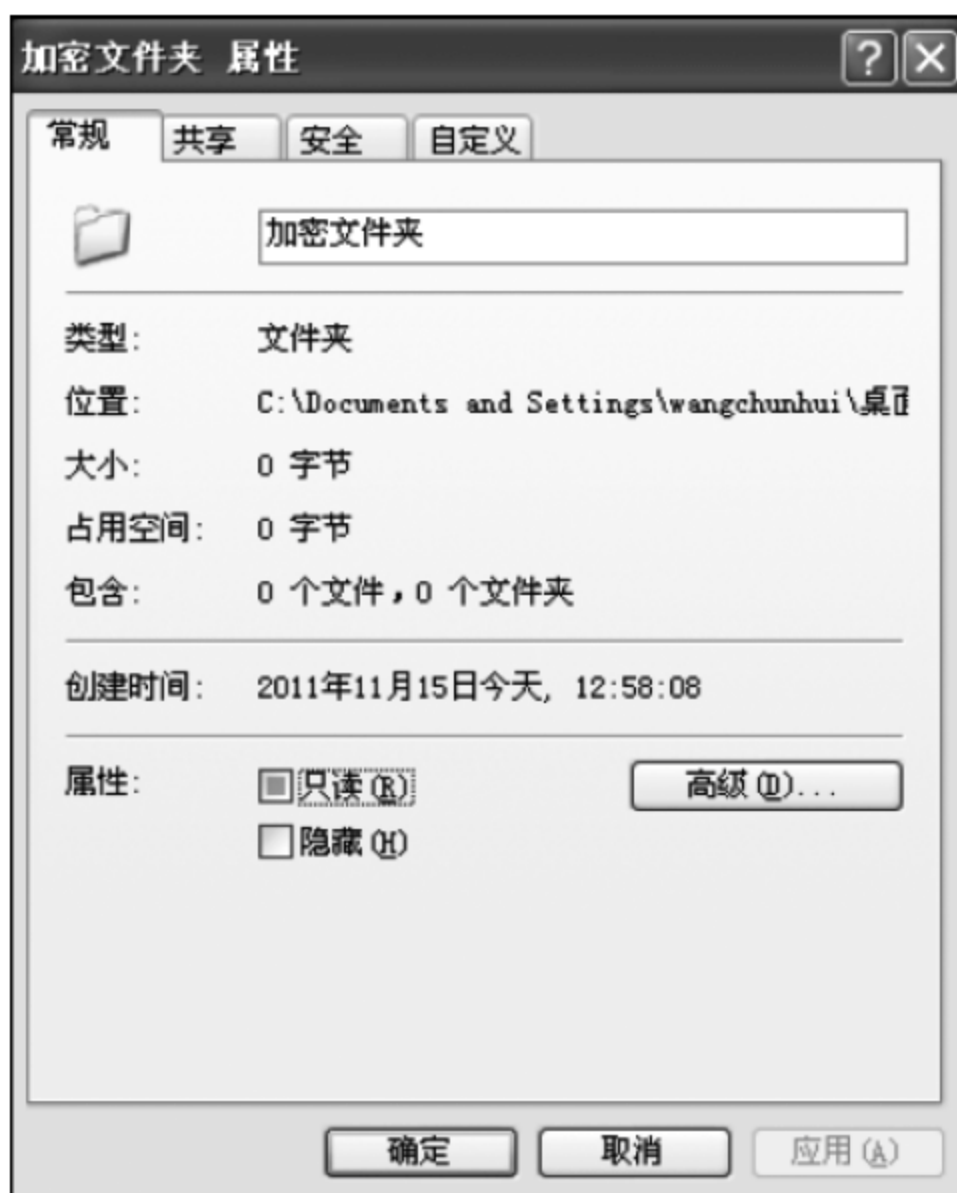 加密文件夹 属性
常规 共享 安全 自定义
加密文件夹
类型: 文件夹
位置: C:\Documents and Settings\wangchunhui\桌面
大小: 0 字节
占用空间: 0 字节
包含: 0 个文件,0 个文件夹
创建时间: 2011年11月15日今天, 12:58:08
属性: 只读(R) 高级(D)...
隐藏(H)
确定 取消 应用(A)